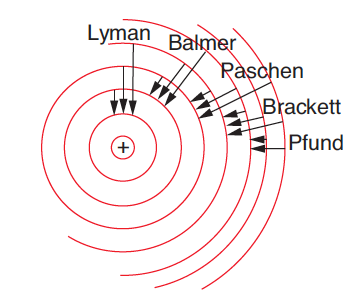 Lyman
Balmer
Paschen
Brackett
Pfund
+